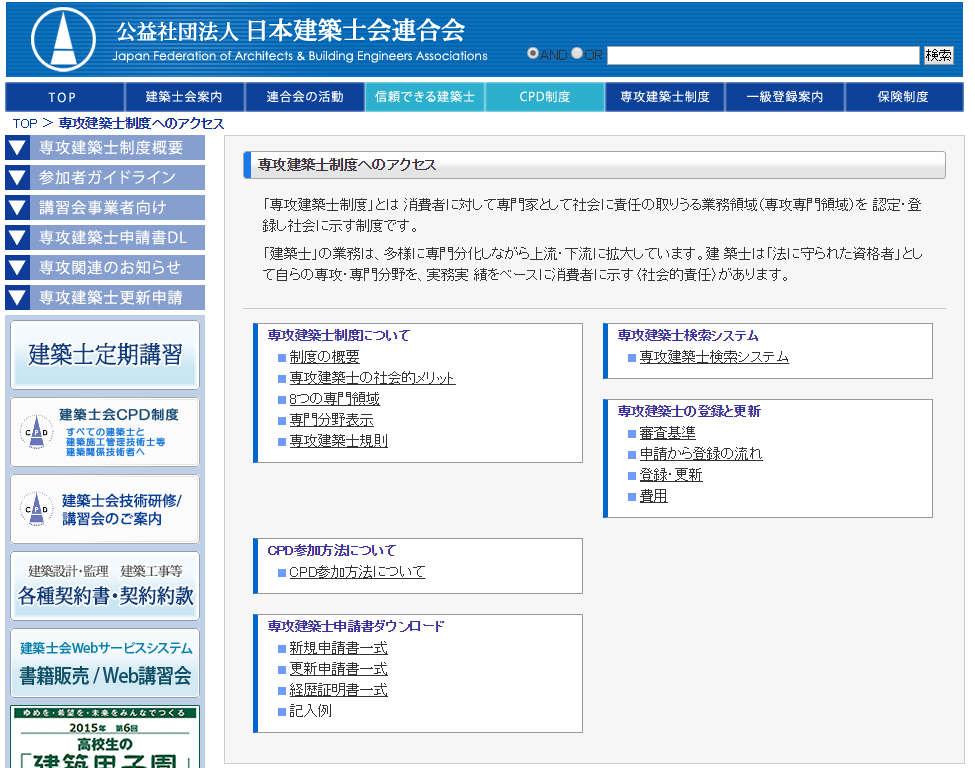 公益社団法人 日本建築士会連合会
Japan Federation of Architects & Building Engineers Associations
AND OR 検索
TOP 建築士会案内 連合会の活動 信頼できる建築士 CPD制度 専攻建築士制度 一級登録案内 保険制度
TOP > 専攻建築士制度へのアクセス
▼ 専攻建築士制度概要
▼ 参加者ガイドライン
▼ 講習会事業者向け
▼ 専攻建築士申請書DL
▼ 専攻関連のお知らせ
▼ 専攻建築士更新申請
建築士定期講習
CPD
建築士会CPD制度
すべての建築士と
建築施工管理技術士等
建築関係技術者へ
CPD
建築士会技術研修/
講習会のご案内
建築設計・監理 建築工事等
各種契約書・契約約款
建築士会Webサービスシステム
書籍販売 / Web講習会
ゆめを・希望を・未来をみんなでつくる
2015年 第6回
高校生の
「建築甲子園」
専攻建築士制度へのアクセス
「専攻建築士制度」とは 消費者に対して専門家として社会に責任の取りうる業務領域（専攻専門領域）を 認定・登
録し社会に示す制度です。
「建築士」の業務は、多様に専門分化しながら上流・下流に拡大しています。建 築士は「法に守られた資格者」とし
て自らの専攻・専門分野を、実務実 績をベースにに消費者に示す〈社会的責任〉があります。
専攻建築士制度について
制度の概要
専攻建築士の社会的メリット
8つの専門領域
専門分野表示
専攻建築士規則
専攻建築士検索システム
専攻建築士検索システム
専攻建築士の登録と更新
審査基準
申請から登録の流れ
登録・更新
費用
CPD参加方法について
CPD参加方法について
専攻建築士申請書ダウンロード
新規申請書一式
更新申請書一式
経歴証明書一式
記入例